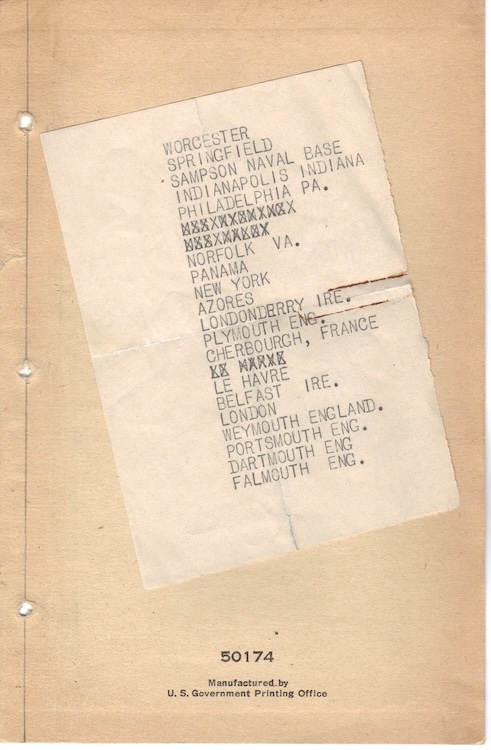 WORCESTER
SPRINGFIELD
SAMPSON NAVAL BASE
INDIANAPOLIS INDIANA
PHILADELPHIA PA.
NORFOLK VA.
PANAMA
NEW YORK
AZORES
LONDONDERRY IRE.
PLYMOUTH ENG.
CHERBOURGH, FRANCE
LE HAVRE
BELFAST IRE.
LONDON
WEYMOUTH ENGLAND.
PORTSMOUTH ENG.
DARTMOUTH ENG
FALMOUTH ENG.
50174
Manufactured by
U. S. Government Printing Office